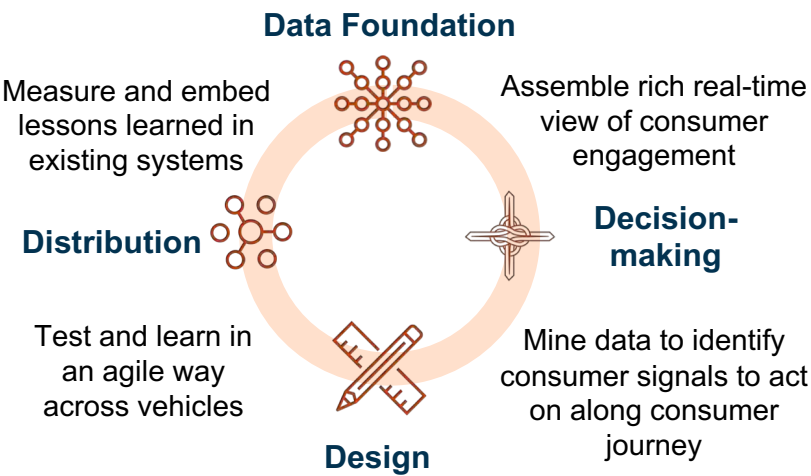 Data Foundation
Assemble rich real-time
view of consumer
engagement
Decision-
making
Mine data to identify
consumer signals to act
on along consumer
journey
Design
Test and learn in
an agile way
across vehicles
Distribution
Measure and embed
lessons learned in
existing systems